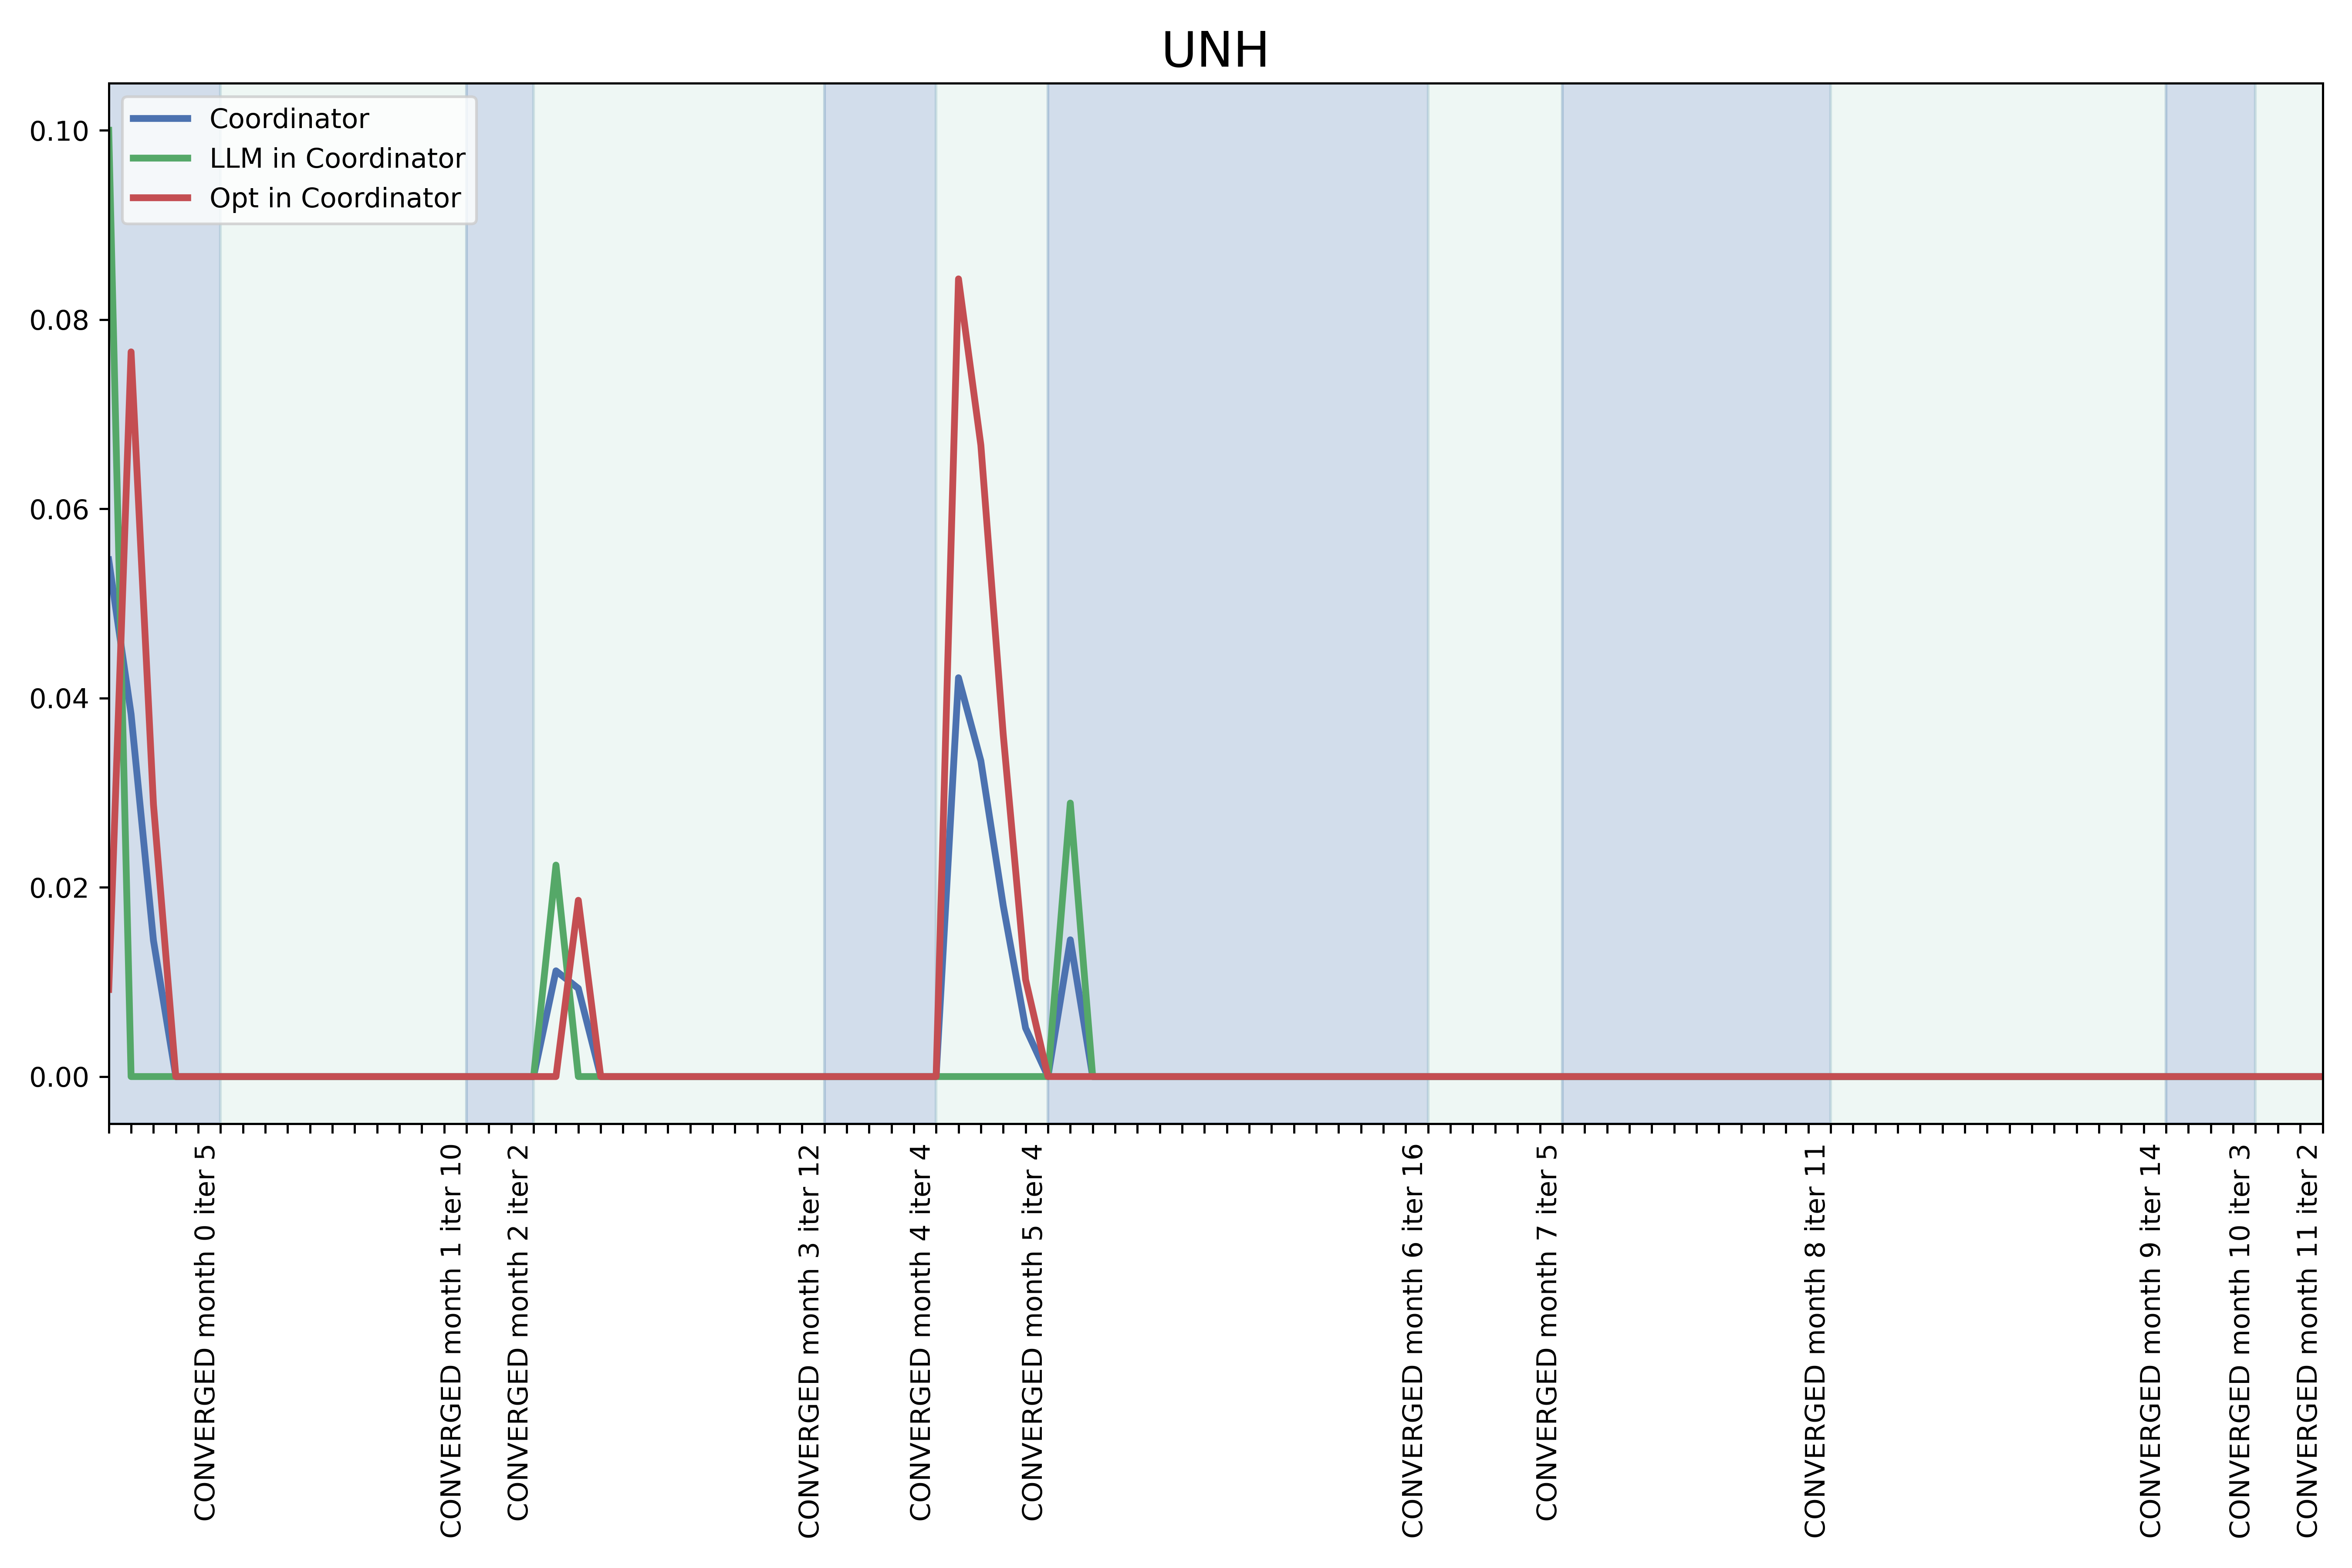 UNH
Coordinator
LLM in Coordinator
Opt in Coordinator
0.10
0.08
0.06
0.04
0.02
0.00
CONVERGED month 0 iter 5
CONVERGED month 1 iter 10
CONVERGED month 2 iter 2
CONVERGED month 3 iter 12
CONVERGED month 4 iter 4
CONVERGED month 5 iter 4
CONVERGED month 6 iter 16
CONVERGED month 7 iter 5
CONVERGED month 8 iter 11
CONVERGED month 9 iter 14
CONVERGED month 10 iter 3
CONVERGED month 11 iter 2